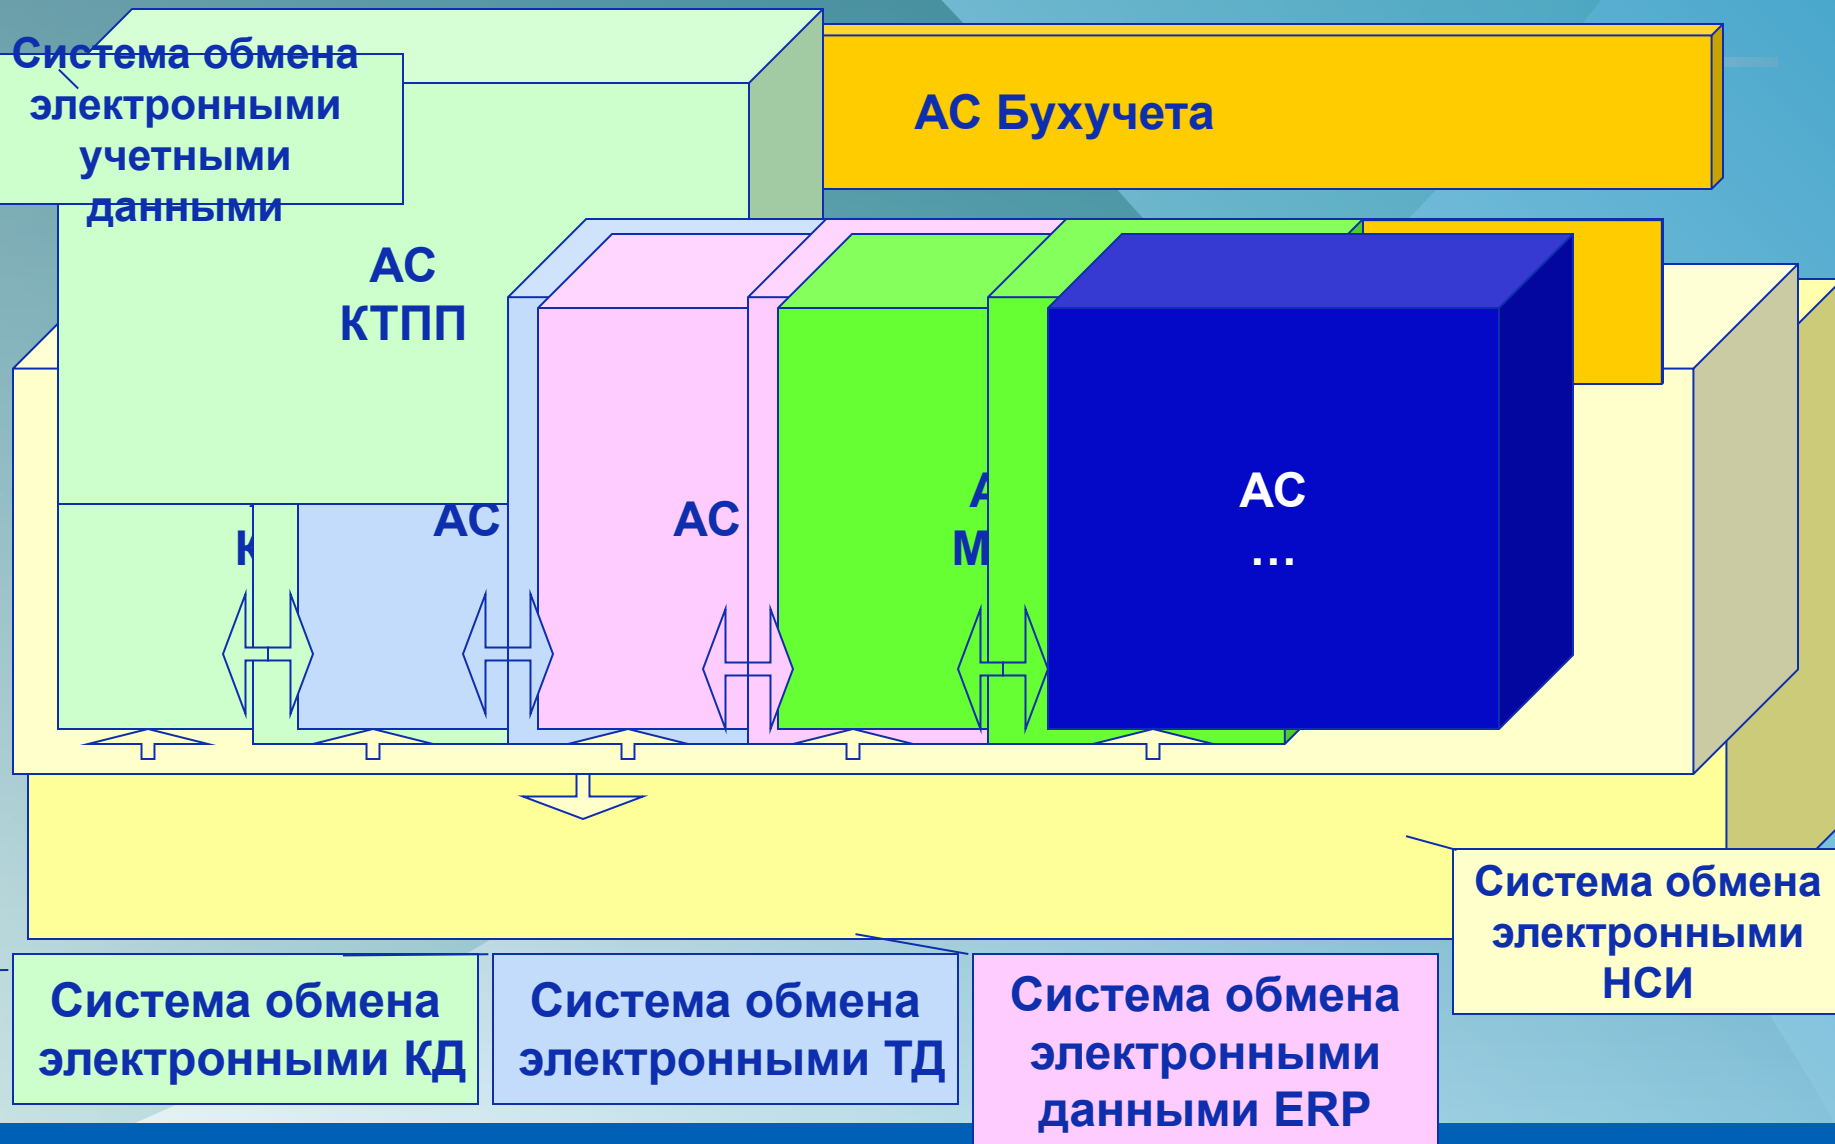 Система обмена
электронными
учетными
данными
АС Бухучета
АС
КТПП
АС
АС
АС
...
Система обмена
электронными
НСИ
Система обмена
электронными КД
Система обмена
электронными ТД
Система обмена
электронными
данными ERP